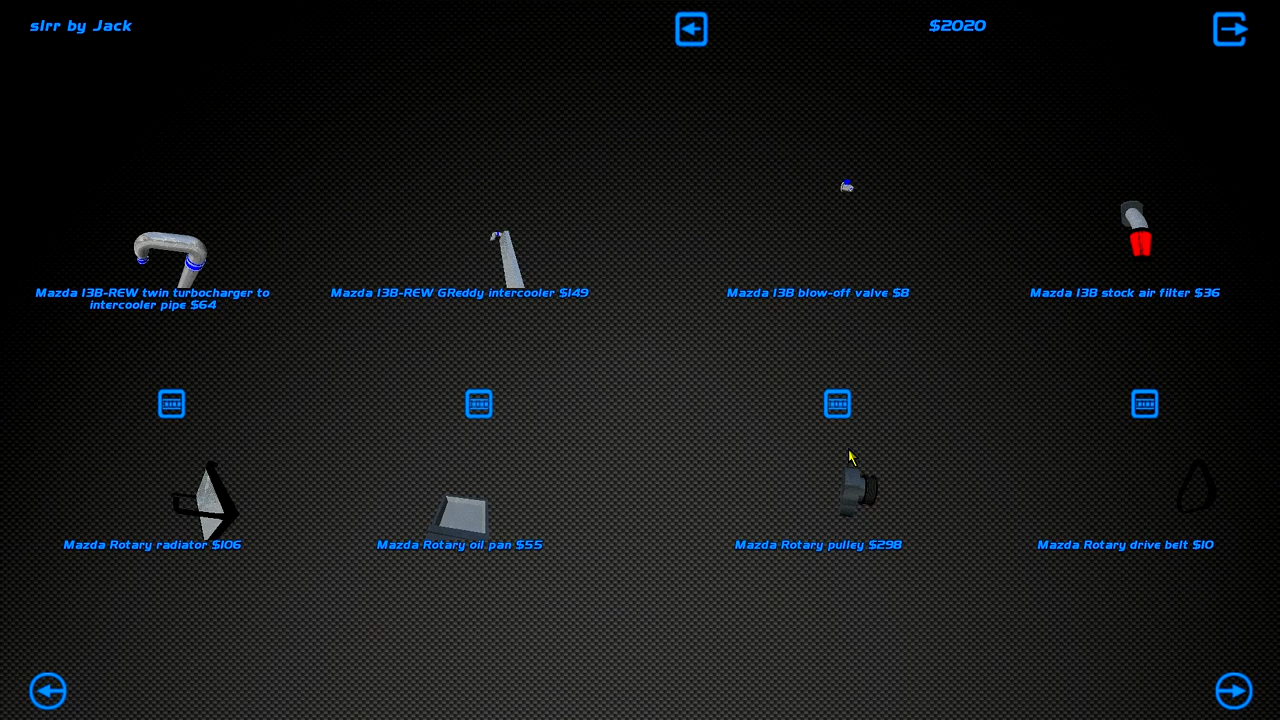 slrr by Jack
$2020
Mazda 13B-REW twin turbocharger to
intercooler pipe $64
Mazda 13B-REW GReddy intercooler $149
Mazda 13B blow-off valve $8
Mazda 13B stock air filter $36
Mazda Rotary radiator $106
Mazda Rotary oil pan $55
Mazda Rotary pulley $298
Mazda Rotary drive belt $10